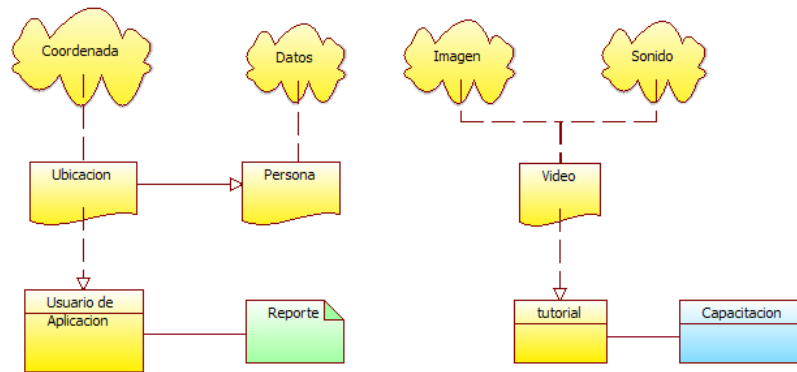 Coordenada
Datos
Imagen
Sonido
Ubicacion
Persona
Video
Usuario de
Aplicacion
Reporte
tutorial
Capacitacion